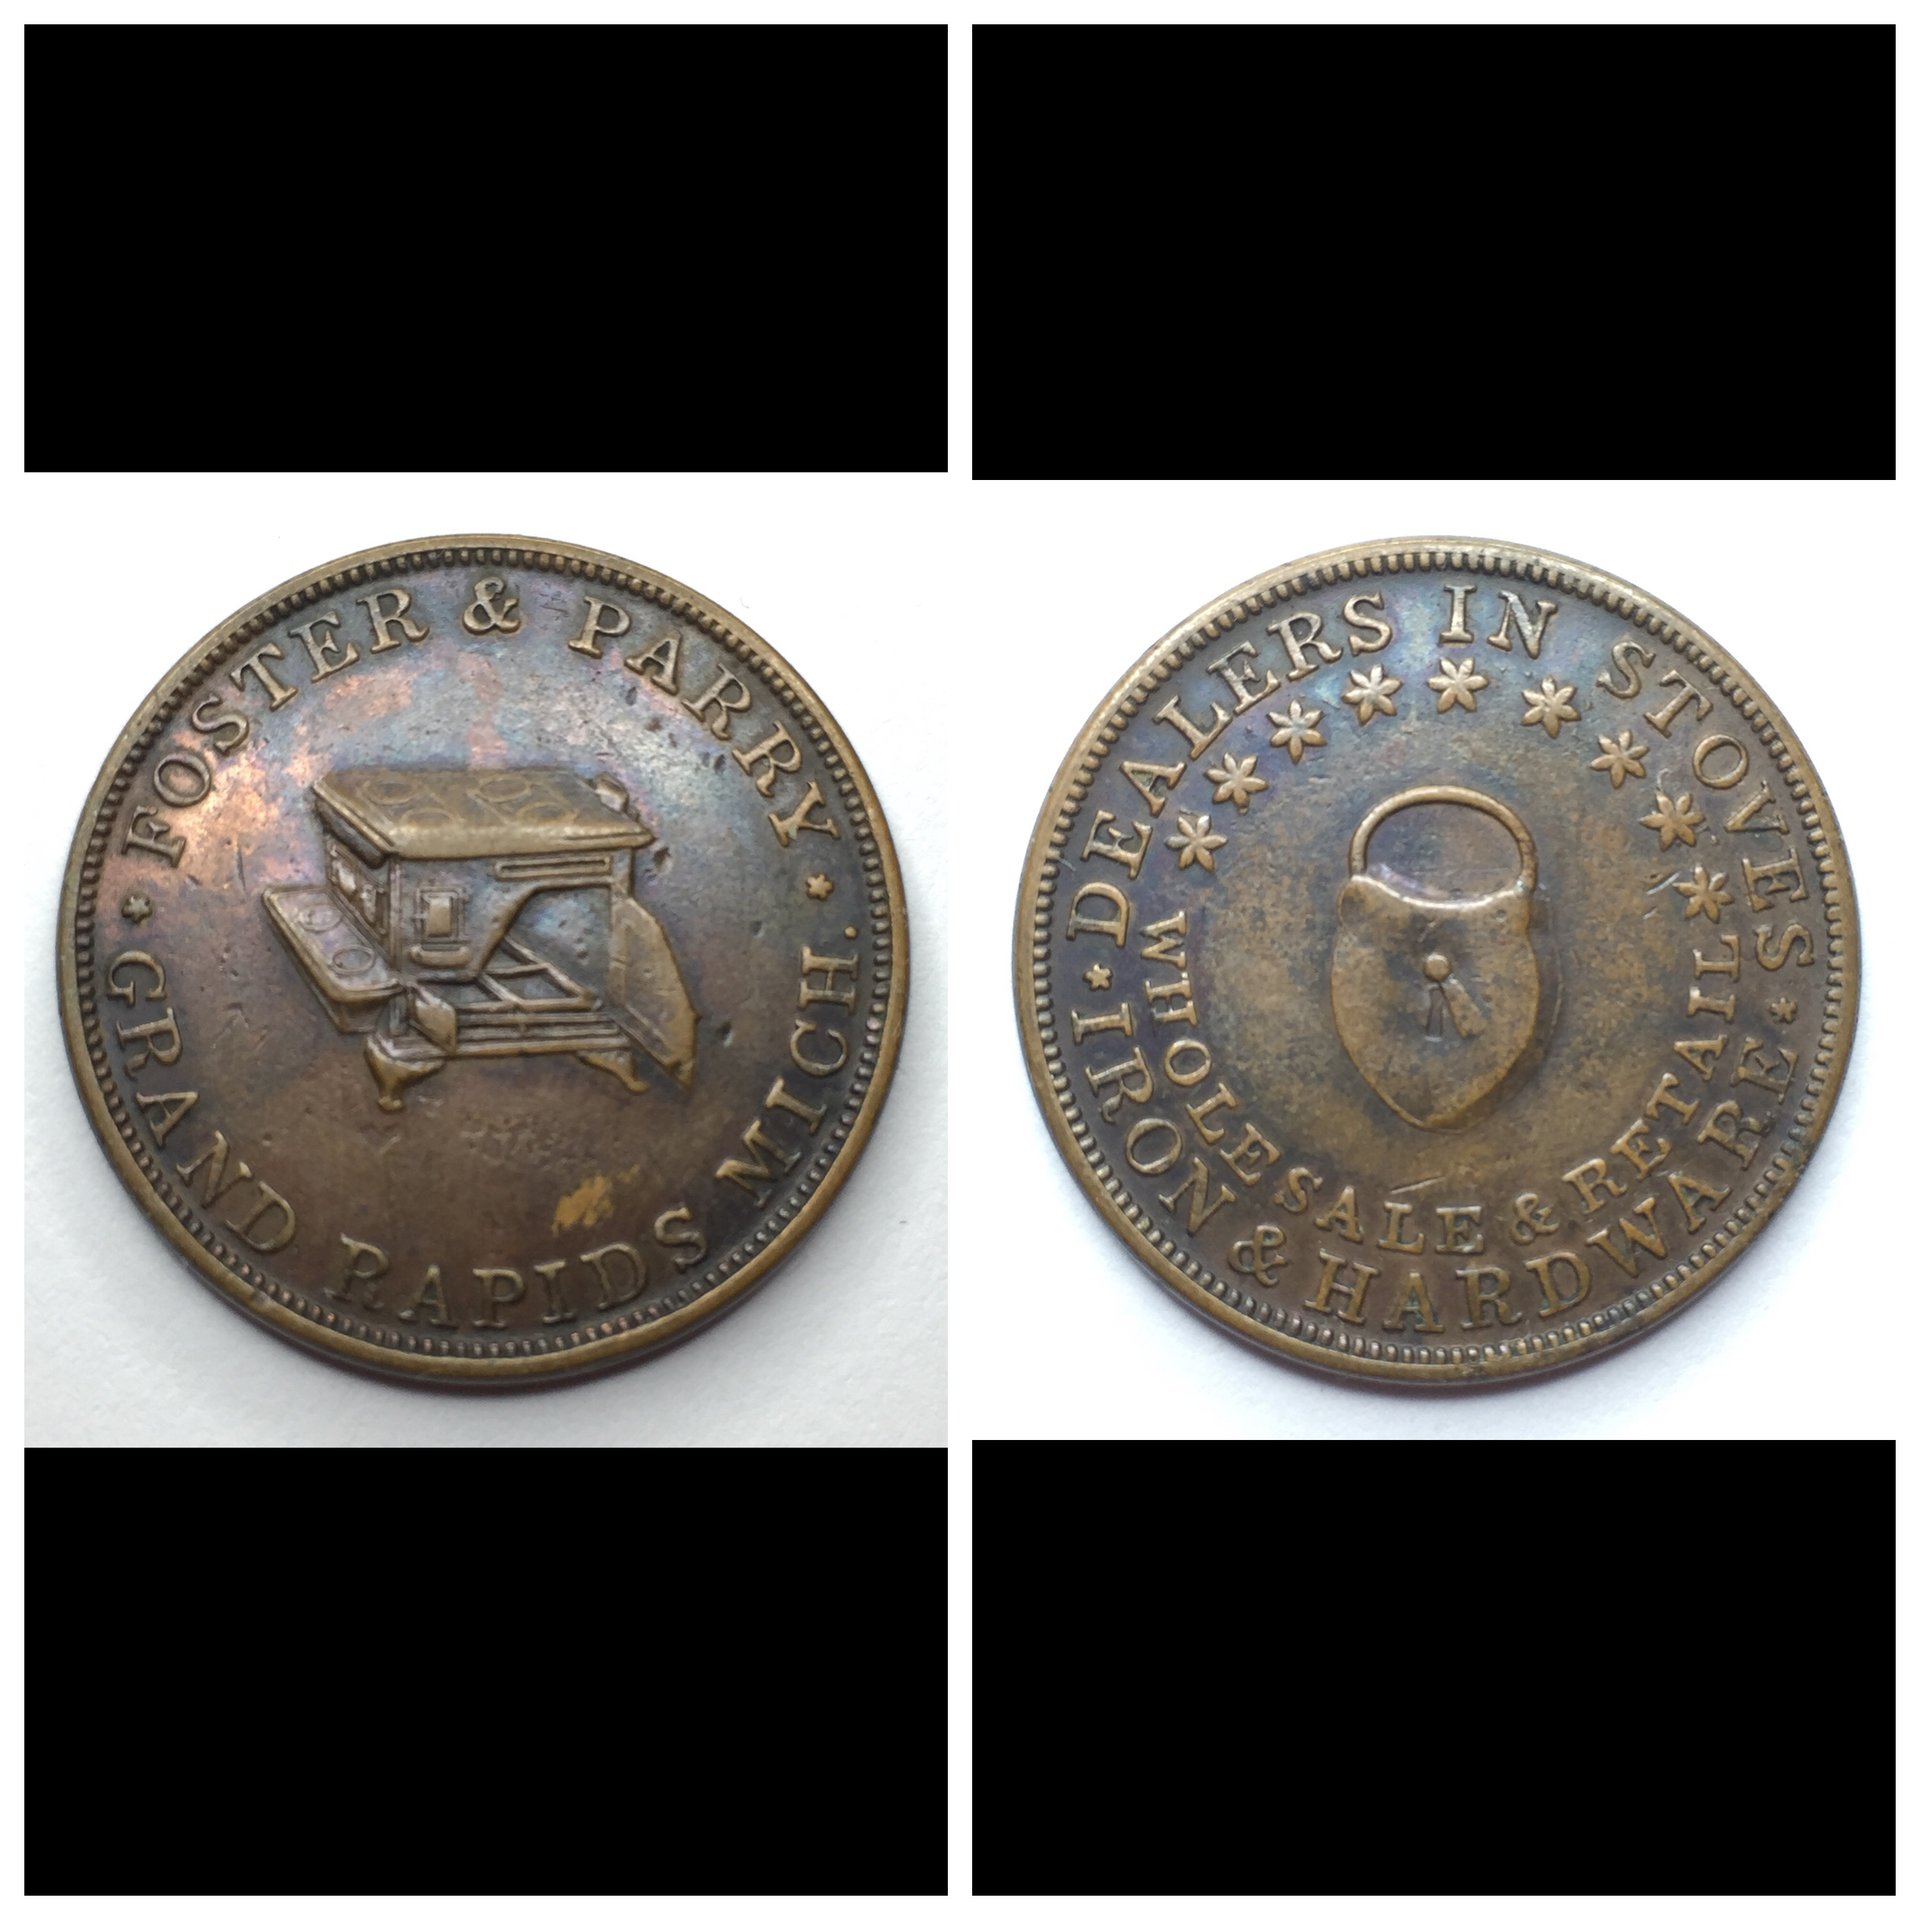 FOSTER & PARRY
GRAND RAPIDS MICH.
DEALERS IN STOVES
WHOLESALE & RETAIL
IRON & HARDWARE